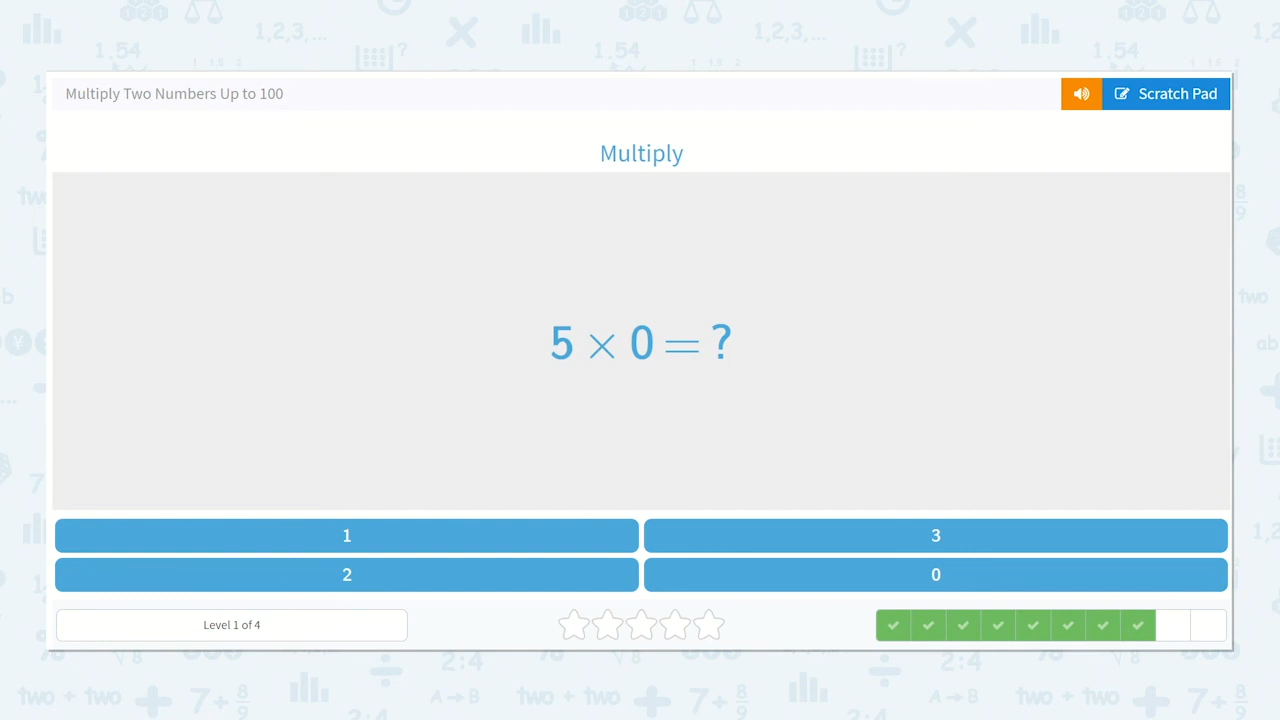 Multiply Two Numbers Up to 100
Scratch Pad
Multiply
5 × 0 = ?
1
3
2
0
Level 1 of 4